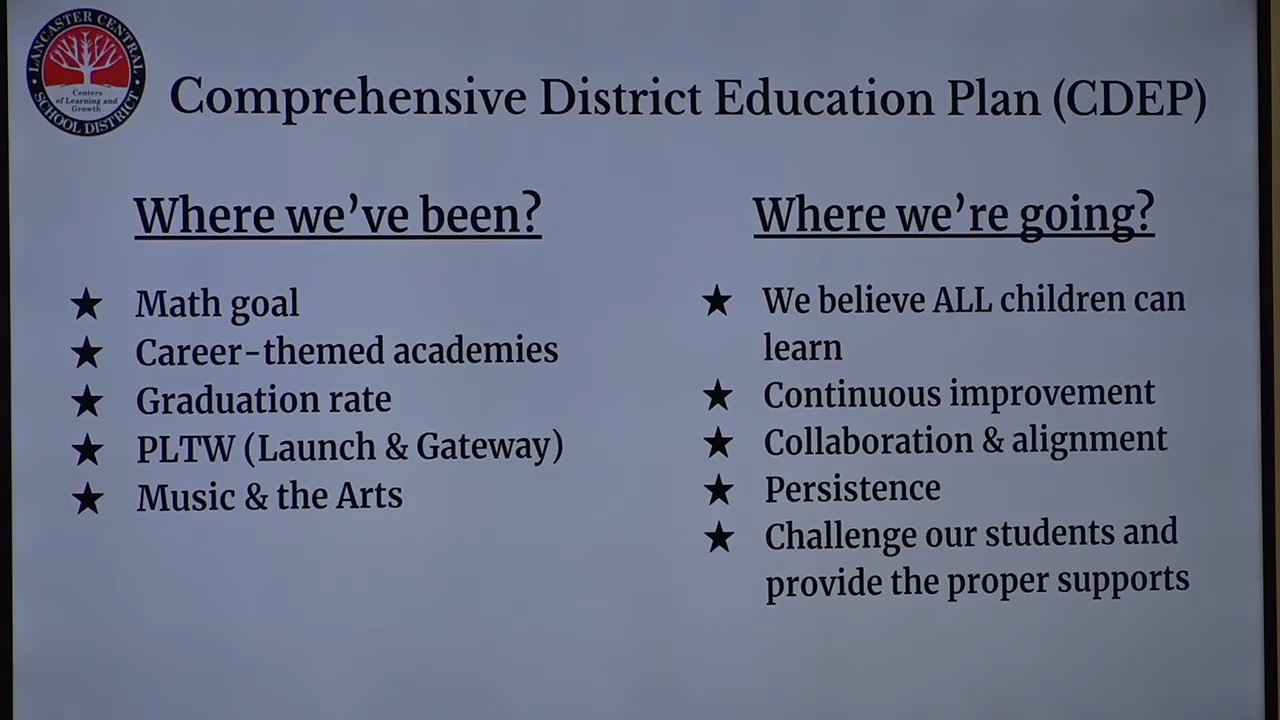 LANCASTER CENTRAL
SCHOOL DISTRICT
Centers
of Learning and
Growth
Comprehensive District Education Plan (CDEP)
Where we've been?
★ Math goal
★ Career-themed academies
★ Graduation rate
★ PLTW (Launch & Gateway)
★ Music & the Arts
Where we're going?
★ We believe ALL children can
learn
★ Continuous improvement
★ Collaboration & alignment
★ Persistence
★ Challenge our students and
provide the proper supports